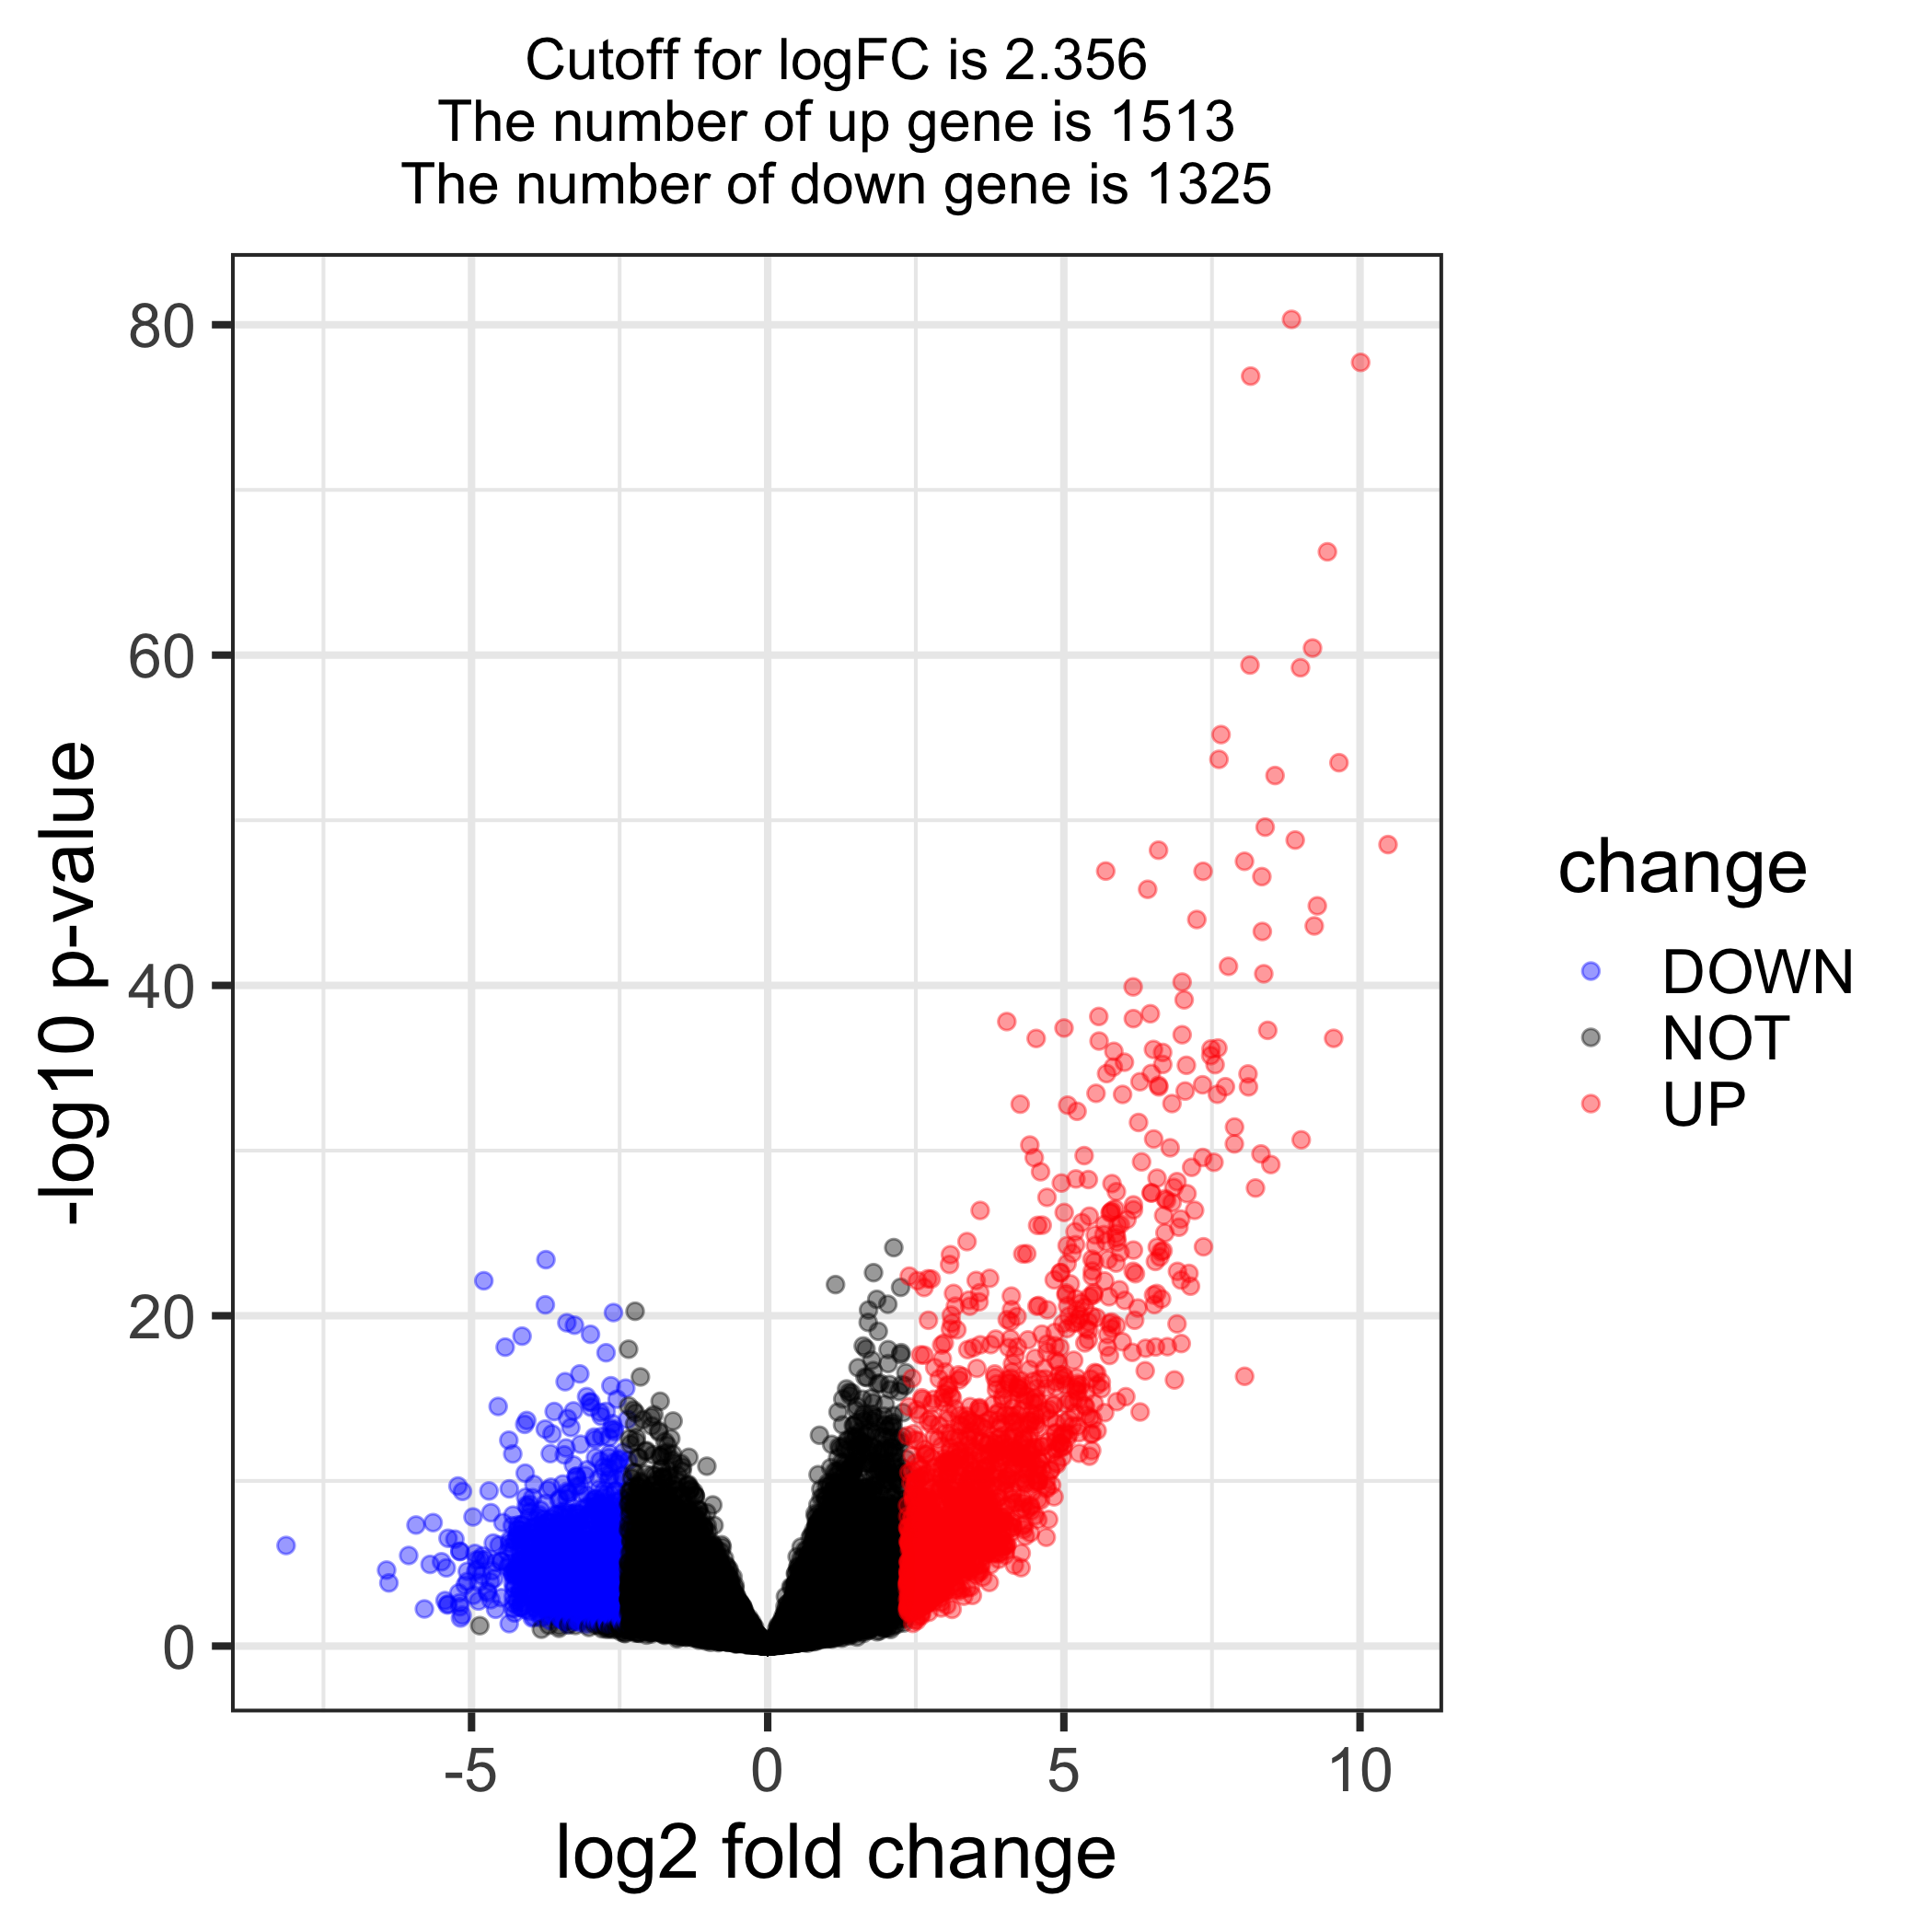 Cutoff for logFC is 2.356
The number of up gene is 1513
The number of down gene is 1325
80
60
40
20
0
-log10 p-value
-5 0 5 10
log2 fold change
change
DOWN
NOT
UP